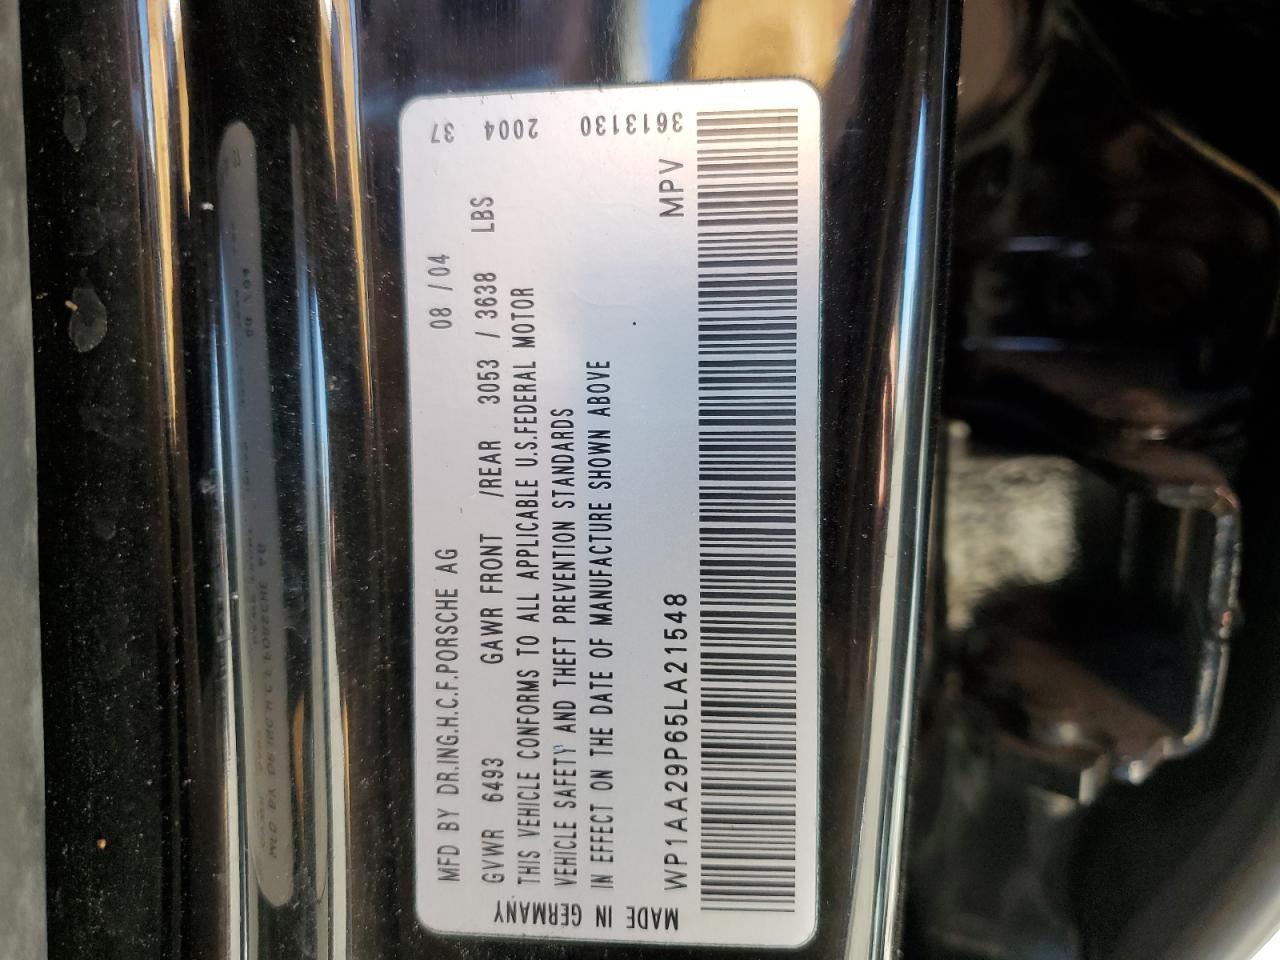 MFD BY DR.ING.H.C.F.PORSCHE AG 08 / 04
GVWR 6493 GAWR FRONT /REAR 3053 / 3638 LBS
THIS VEHICLE CONFORMS TO ALL APPLICABLE U.S.FEDERAL MOTOR
VEHICLE SAFETY AND THEFT PREVENTION STANDARDS
IN EFFECT ON THE DATE OF MANUFACTURE SHOWN ABOVE
WP1AA29P65LA21548 MPV
MADE IN GERMANY
37 2004 3613130